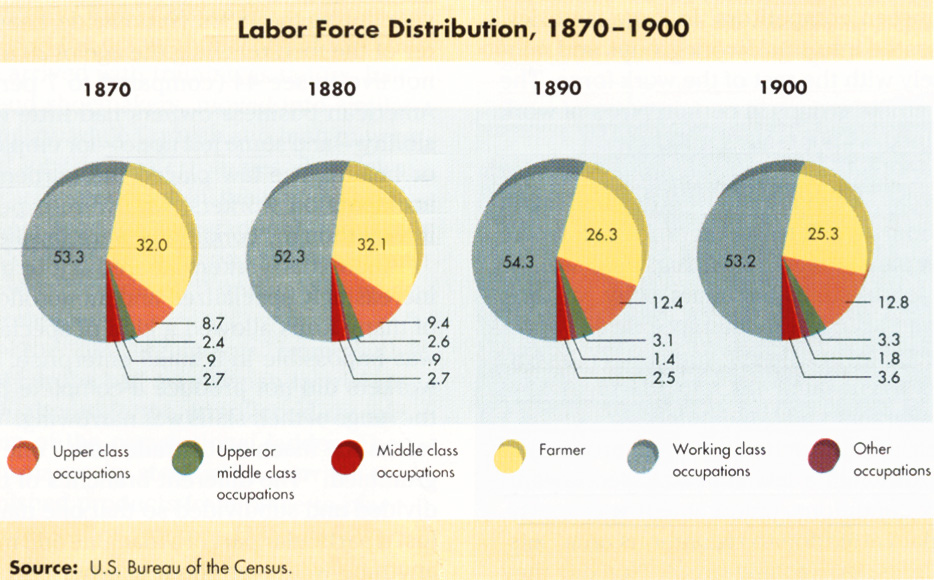 Labor Force Distribution, 1870–1900
1870
1880
1890
1900
53.3
32.0
8.7
2.4
.9
2.7
52.3
32.1
9.4
2.6
.9
2.7
54.3
26.3
12.4
3.1
1.4
2.5
53.2
25.3
12.8
3.3
1.8
3.6
Upper class
occupations
Upper or
middle class
occupations
Middle class
occupations
Farmer
Working class
occupations
Other
occupations
Source: U.S. Bureau of the Census.